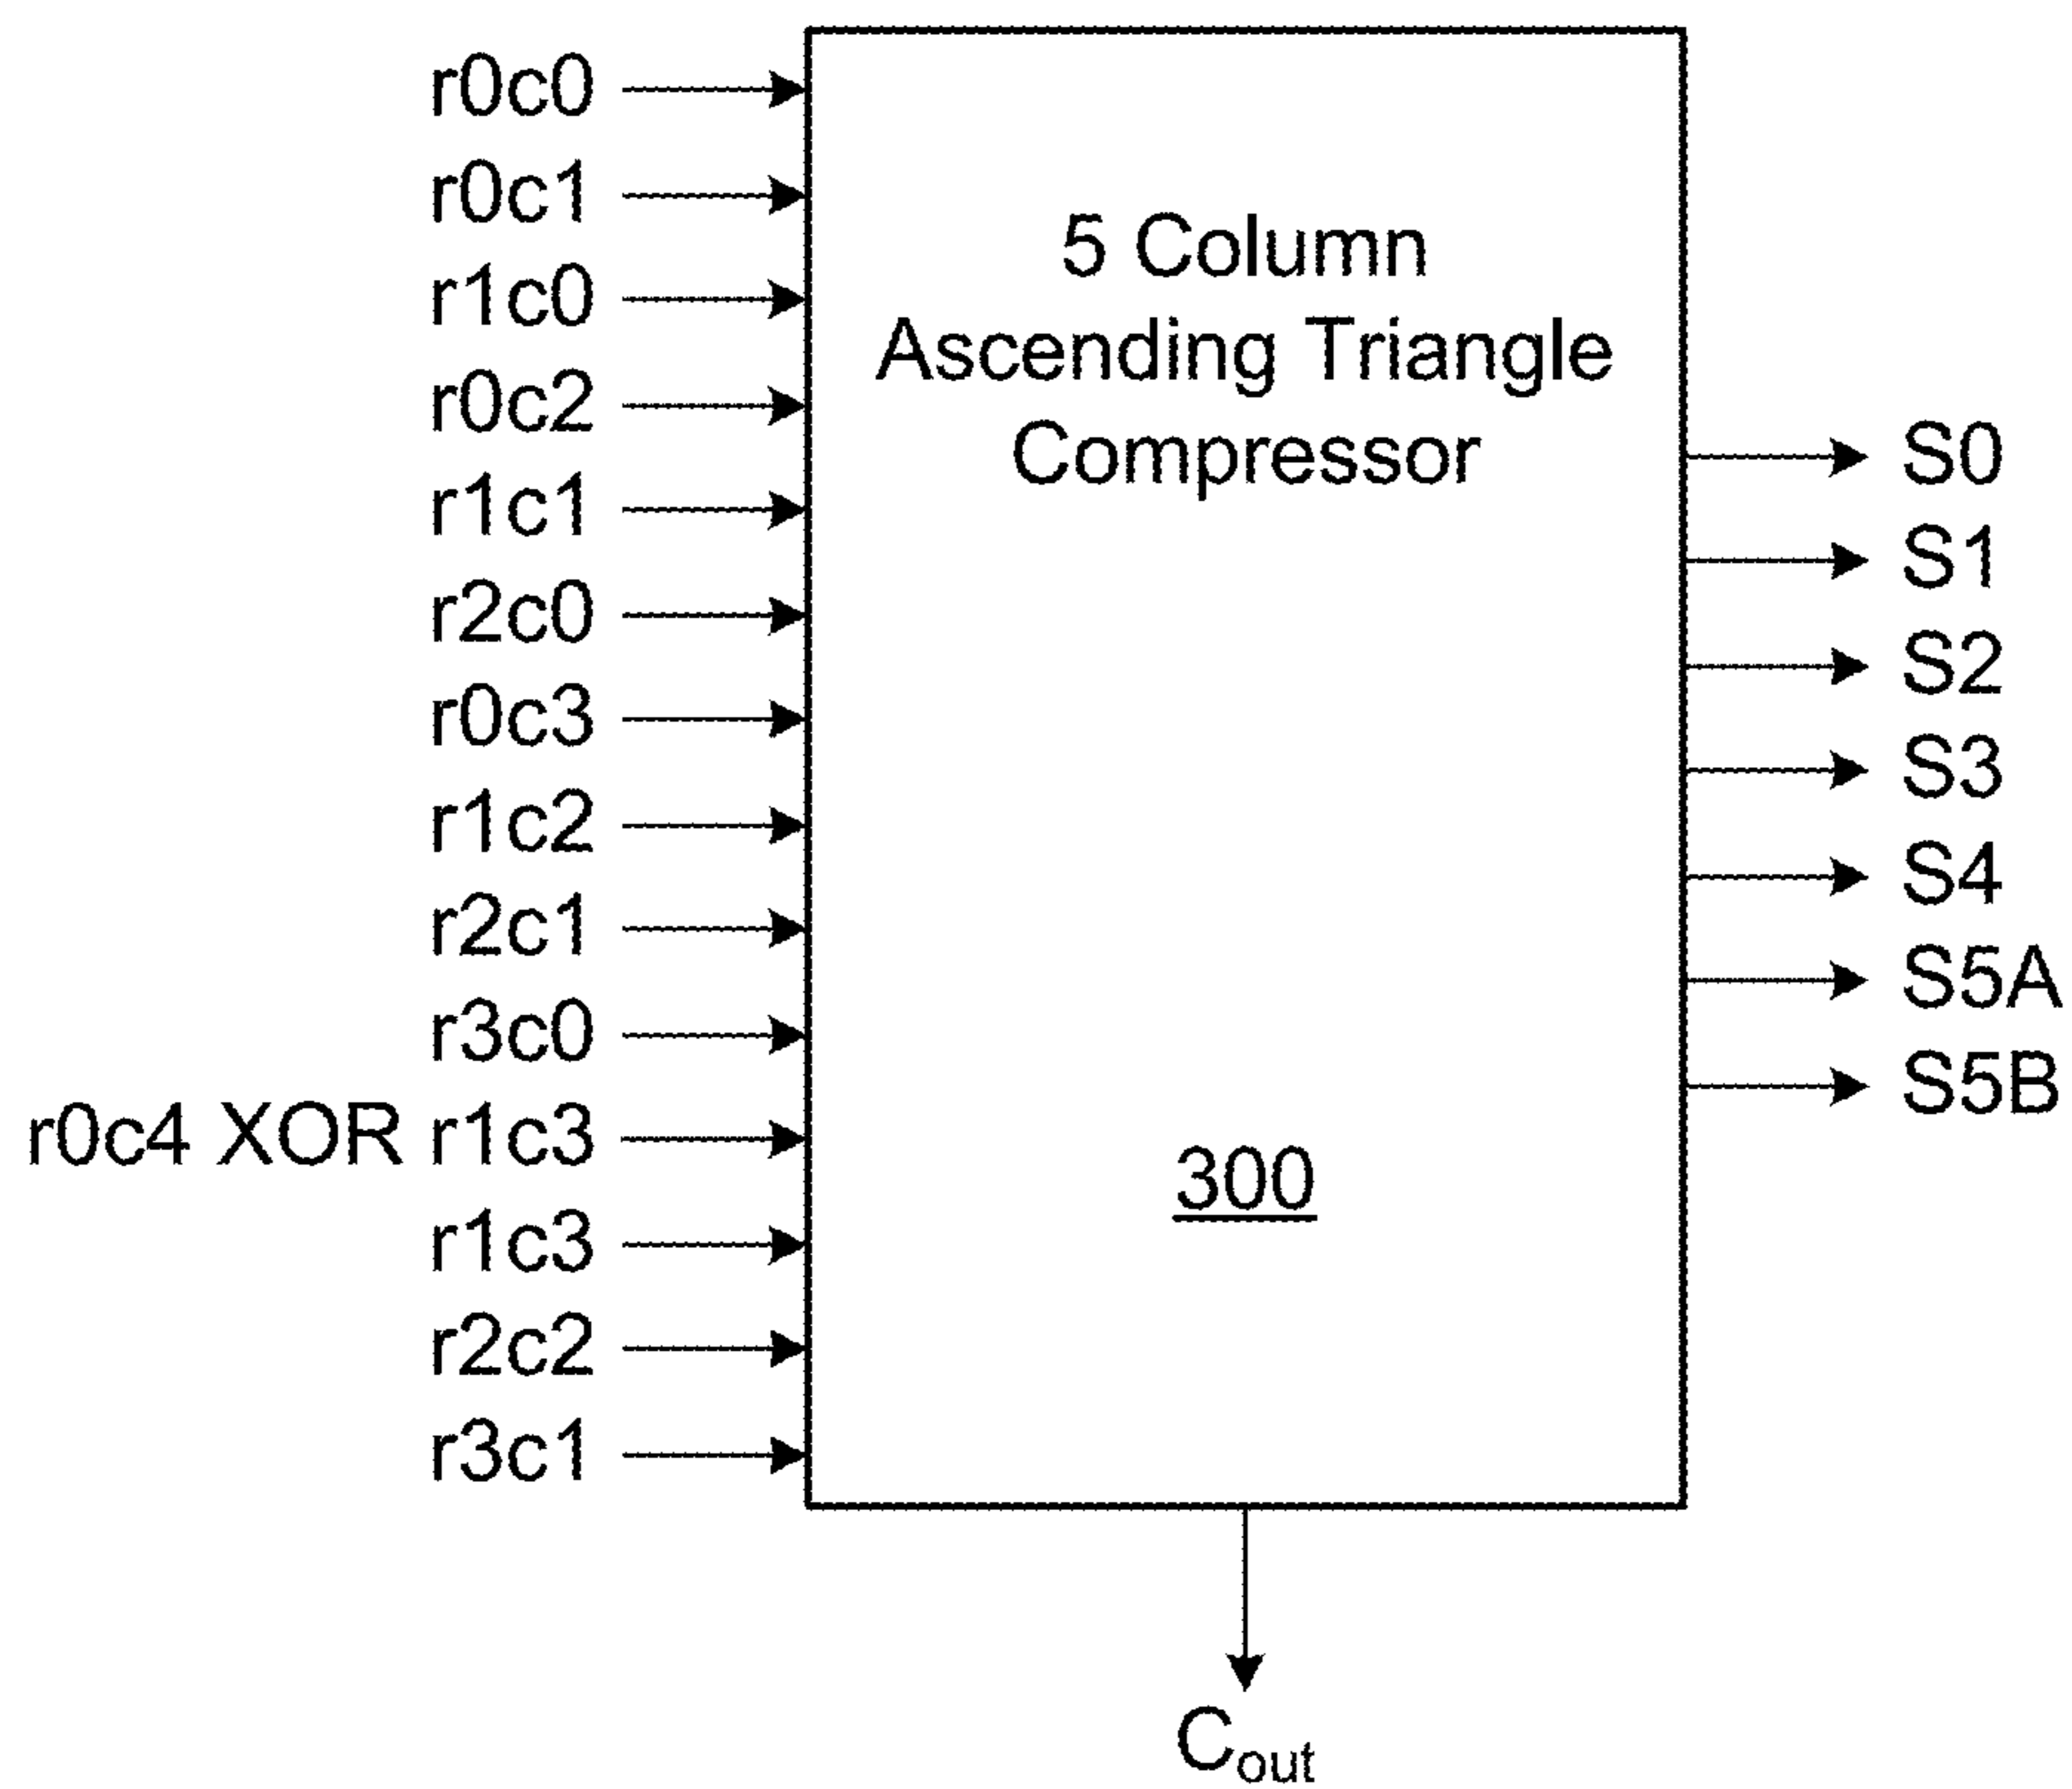 r0c0
r0c1
r1c0
r0c2
r1c1
r2c0
r0c3
r1c2
r2c1
r3c0
r0c4 XOR r1c3
r1c3
r2c2
r3c1
5 Column
Ascending Triangle
Compressor
300
S0
S1
S2
S3
S4
S5A
S5B
Cout